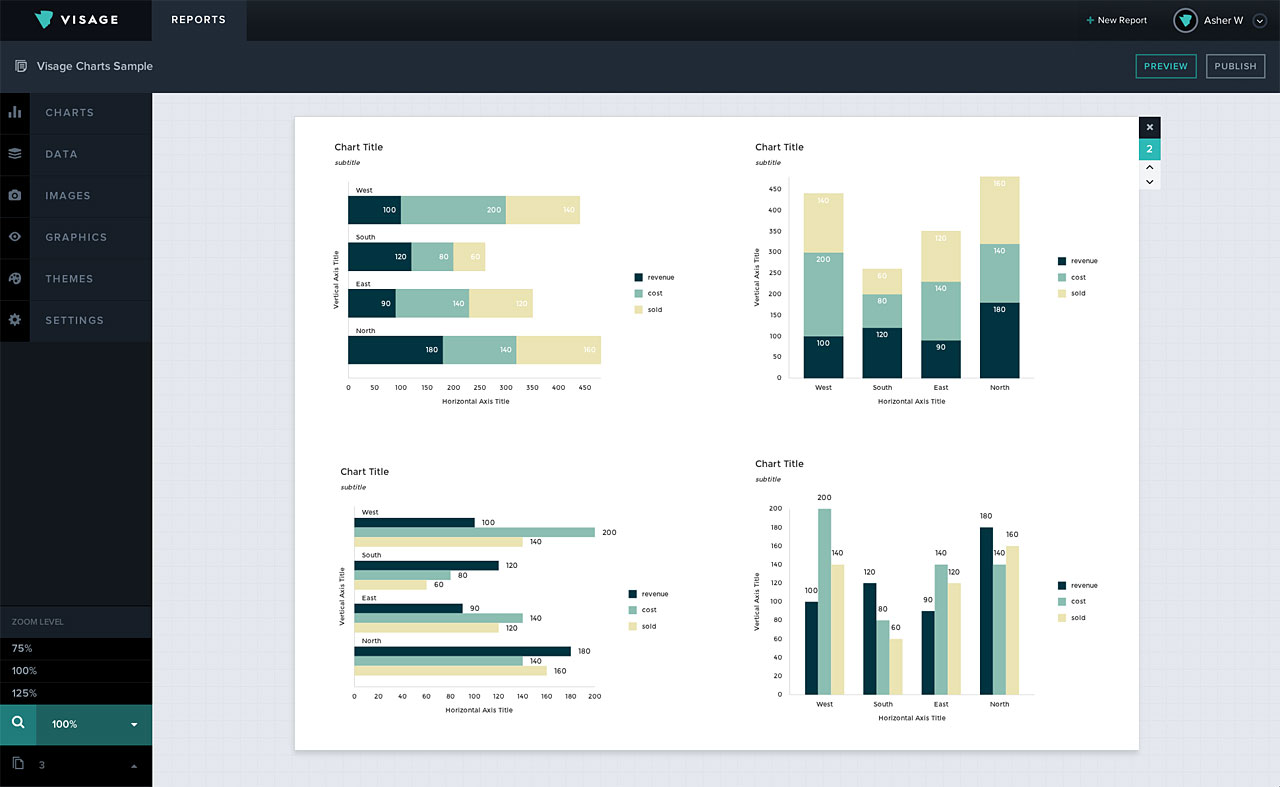 VISAGE
REPORTS
+ New Report
Asher W
Visage Charts Sample
PREVIEW
PUBLISH
CHARTS
DATA
IMAGES
GRAPHICS
THEMES
SETTINGS
ZOOM LEVEL
75%
100%
125%
100%
3
2
Chart Title
subtitle
Vertical Axis Title
West
100 200 140
South
120 80 60
East
90 140 120
North
180 140 160
0 50 100 150 200 250 300 350 400 450
Horizontal Axis Title
revenue
cost
sold
Chart Title
subtitle
Vertical Axis Title
450
400
350
300
250
200
150
100
50
0
140
200
100
60
80
120
120
140
90
160
140
180
West South East North
Horizontal Axis Title
revenue
cost
sold
Chart Title
subtitle
Vertical Axis Title
West
100
200
140
South
120
80
60
East
90
140
120
North
180
140
160
0 20 40 60 80 100 120 140 160 180 200
Horizontal Axis Title
revenue
cost
sold
Chart Title
subtitle
Vertical Axis Title
200
180
160
140
120
100
80
60
40
20
0
100 200 140
120 80 60
90 140 120
180 140 160
West South East North
Horizontal Axis Title
revenue
cost
sold